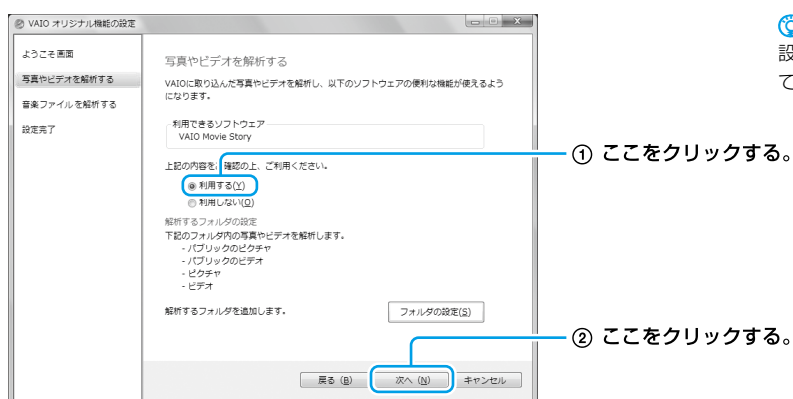 VAIO オリジナル機能の設定
ようこそ画面
写真やビデオを解析する
音楽ファイルを解析する
設定完了
写真やビデオを解析する
VAIOに取り込んだ写真やビデオを解析し、以下のソフトウェアの便利な機能が使えるよう
になります。
利用できるソフトウェア
VAIO Movie Story
上記の内容を 確認の上、ご利用ください。
利用する(Y)
利用しない(O)
解析するフォルダの設定
下記のフォルダ内の写真やビデオを解析します。
- パブリックのピクチャ
- パブリックのビデオ
- ピクチャ
- ビデオ
解析するフォルダを追加します。
フォルダの設定(S)
戻る (B)
次へ (N)
キャンセル
① ここをクリックする。
② ここをクリックする。
設
て